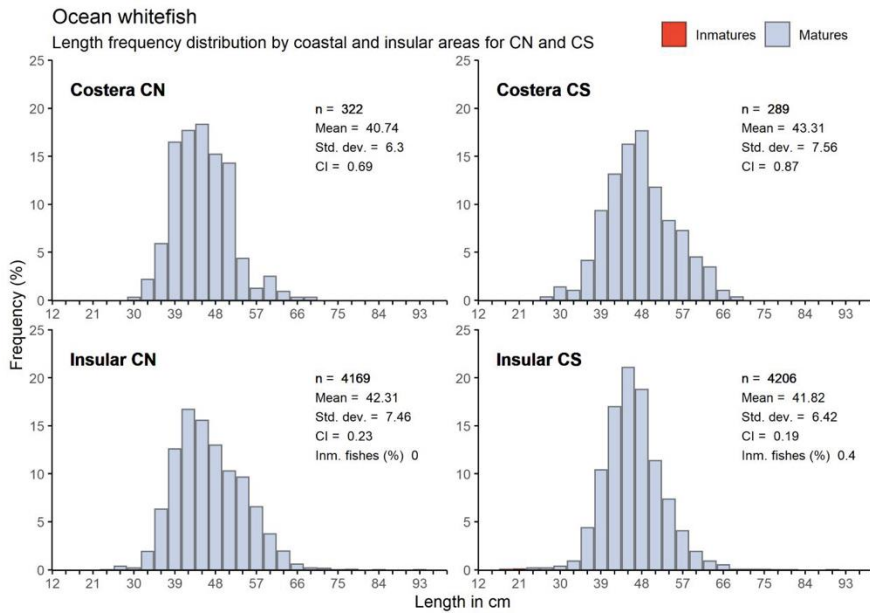 Ocean whitefish
Length frequency distribution by coastal and insular areas for CN and CS
Inmatures Matures
Costera CN
n = 322
Mean = 40.74
Std. dev. = 6.3
CI = 0.69
25
20
15
10
5
0
12 21 30 39 48 57 66 75 84 93
Costera CS
n = 289
Mean = 43.31
Std. dev. = 7.56
CI = 0.87
25
20
15
10
5
0
12 21 30 39 48 57 66 75 84 93
Frequency (%)
Insular CN
n = 4169
Mean = 42.31
Std. dev. = 7.46
CI = 0.23
Inm. fishes (%) 0
25
20
15
10
5
0
12 21 30 39 48 57 66 75 84 93
Insular CS
n = 4206
Mean = 41.82
Std. dev. = 6.42
CI = 0.19
Inm. fishes (%) 0.4
25
20
15
10
5
0
12 21 30 39 48 57 66 75 84 93
Length in cm